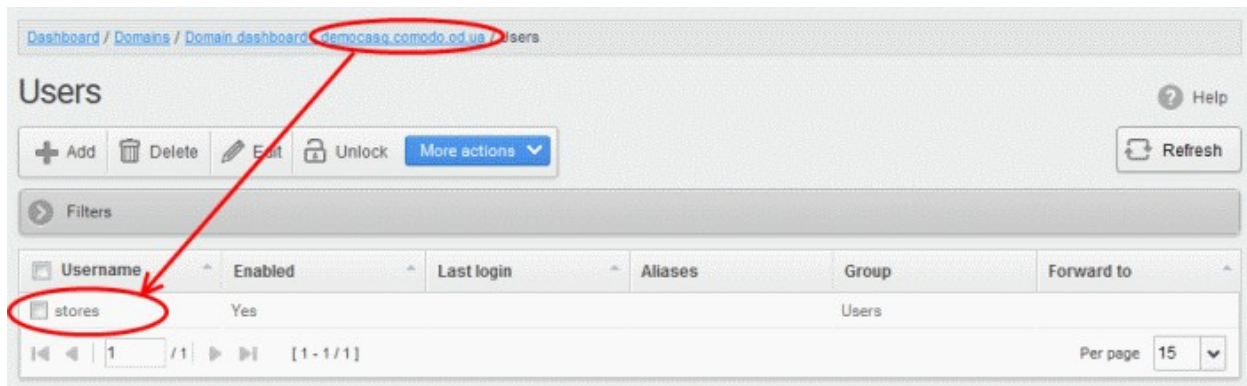 Dashboard / Domains / Domain dashboard / democasg.comodo.od.ua / Users
Users
Help
Add Delete Edit Unlock More actions Refresh
Filters
Username Enabled Last login Aliases Group Forward to
stores Yes Users
1 / 1 [1 - 1 / 1] Per page 15